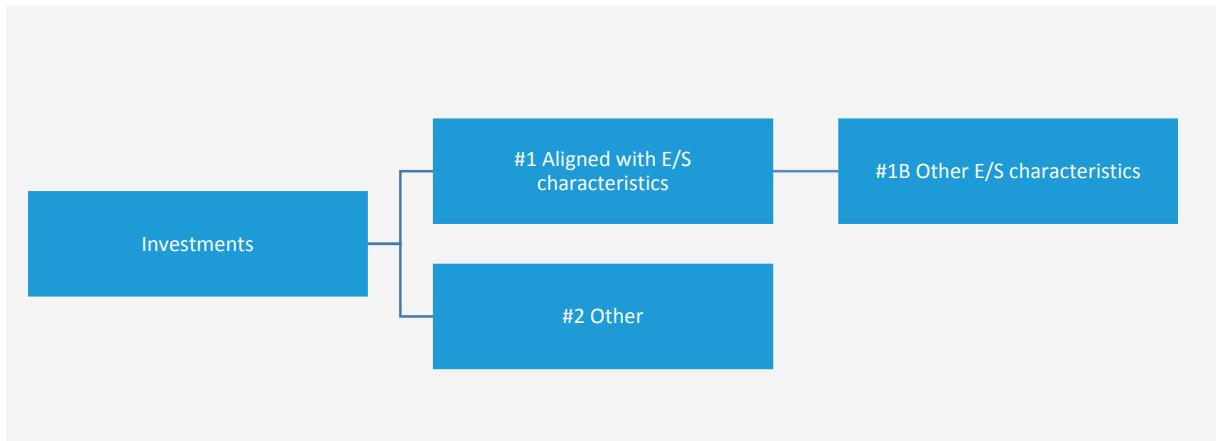 Investments
#1 Aligned with E/S
characteristics
#1B Other E/S characteristics
#2 Other